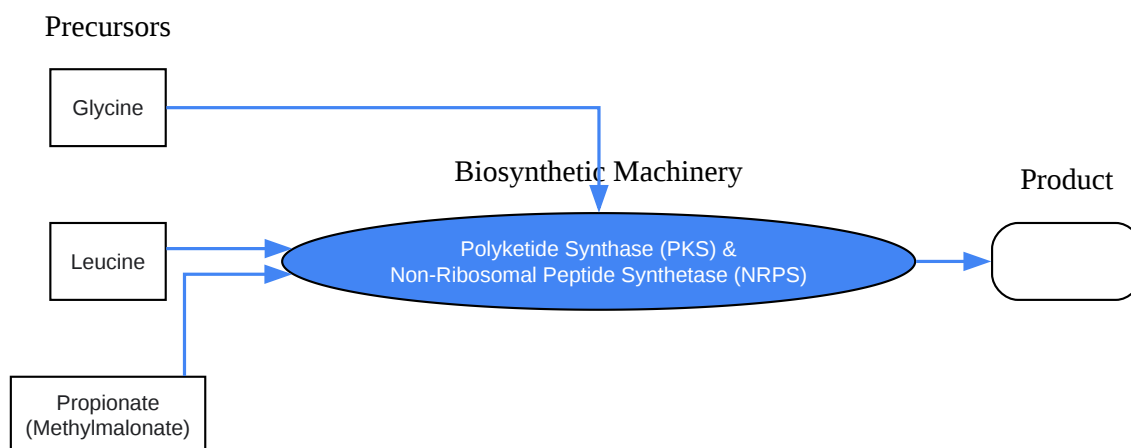 Precursors
Glycine
Biosynthetic Machinery
Product
Polyketide Synthase (PKS) &
Non-Ribosomal Peptide Synthetase (NRPS)
Leucine
Propionate
(Methylmalonate)